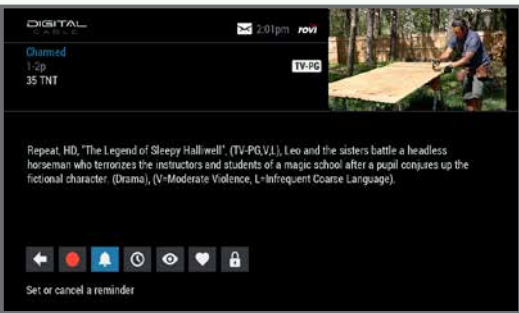 DIGITAL
CABLE
2:01pm rovi
Charmed
1-2p
TV-PG
35 TNT
Repeat, HD, "The Legend of Sleepy Halliwell", (TV-PG,V,L), Leo and the sisters battle a headless
horseman who terrorizes the instructors and students of a magic school after a pupil conjures up the
fictional character. (Drama), (V=Moderate Violence, L=Infrequent Coarse Language).
Set or cancel a reminder